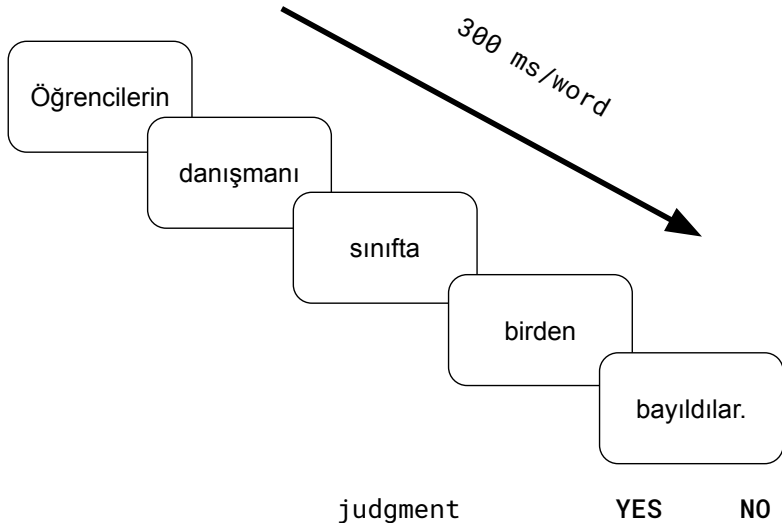 300 ms/word
Öğrencilerin
danışmanı
sınıfta
birden
bayıldılar.
judgment YES NO